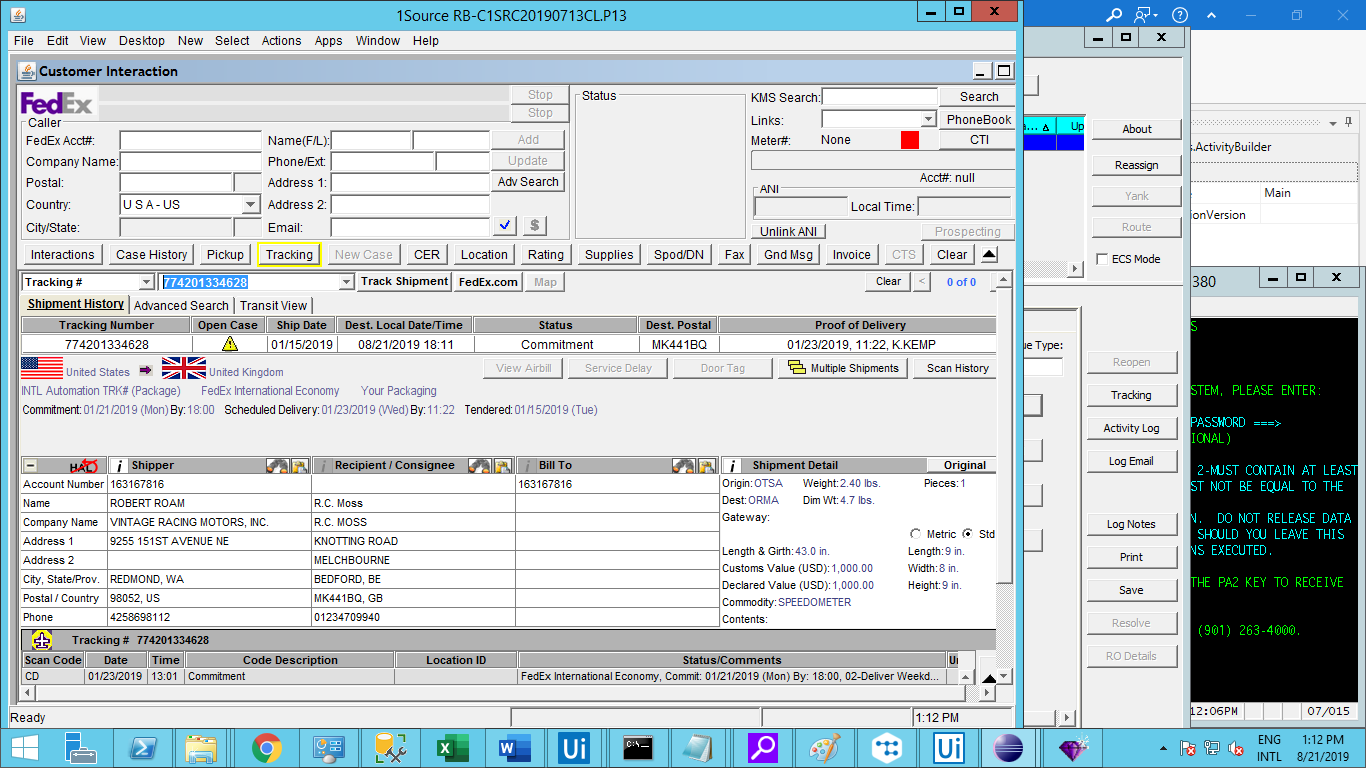 1Source RB-C1SRC20190713CL.P13
File Edit View Desktop New Select Actions Apps Window Help
Customer Interaction
FedEx
Stop
Stop
Status
KMS Search: Search
Links: PhoneBook
Meter#: None CTI
Acct#: null
ANI
Local Time:
Unlink ANI Prospecting
Caller
FedEx Acct#: Name(F/L): Add
Company Name: Phone/Ext: Update
Postal: Address 1: Adv Search
Country: U S A - US Address 2:
City/State: Email: $
Interactions Case History Pickup Tracking New Case CER Location Rating Supplies Spod/DN Fax Gnd Msg Invoice CTS Clear
Tracking # 774201334628 Track Shipment FedEx.com Map Clear < 0 of 0
Shipment History Advanced Search Transit View
Tracking Number Open Case Ship Date Dest. Local Date/Time Status Dest. Postal Proof of Delivery
774201334628 01/15/2019 08/21/2019 18:11 Commitment MK441BQ 01/23/2019, 11:22, K.KEMP
United States United Kingdom View Airbill Service Delay Door Tag Multiple Shipments Scan History
INTL Automation TRK# (Package) FedEx International Economy Your Packaging
Commitment: 01/21/2019 (Mon) By: 18:00 Scheduled Delivery: 01/23/2019 (Wed) By: 11:22 Tendered: 01/15/2019 (Tue)
HAL i Shipper i Recipient / Consignee i Bill To i Shipment Detail Original
Account Number 163167816 163167816
Name ROBERT ROAM R.C. Moss
Company Name VINTAGE RACING MOTORS, INC. R.C. MOSS
Address 1 9255 151ST AVENUE NE KNOTTING ROAD
Address 2 MELCHBOURNE
City, State/Prov. REDMOND, WA BEDFORD, BE
Postal / Country 98052, US MK441BQ, GB
Phone 4258698112 01234709940
Origin: OTSA Weight: 2.40 lbs. Pieces: 1
Dest: ORMA Dim Wt: 4.7 lbs.
Gateway:
Metric Std
Length & Girth: 43.0 in. Length: 9 in.
Customs Value (USD): 1,000.00 Width: 8 in.
Declared Value (USD): 1,000.00 Height: 9 in.
Commodity: SPEEDOMETER
Contents:
Tracking # 774201334628
Scan Code Date Time Code Description Location ID Status/Comments
CD 01/23/2019 13:01 Commitment FedEx International Economy, Commit: 01/21/2019 (Mon) By: 18:00, 02-Deliver Weekd...
Ready 1:12 PM
a... Up
About
Reassign
Yank
Route
ECS Mode
ue Type:
Reopen
Tracking
Activity Log
Log Email
Log Notes
Print
Save
Resolve
RO Details
s.ActivityBuilder
Main
ionVersion
380
S
STEM, PLEASE ENTER:
PASSWORD ===>
IONAL)
2-MUST CONTAIN AT LEAST
ST NOT BE EQUAL TO THE
N. DO NOT RELEASE DATA
SHOULD YOU LEAVE THIS
NS EXECUTED.
THE PA2 KEY TO RECEIVE
(901) 263-4000.
12:06PM 07/015
Ui Ui
ENG 1:12 PM
INTL 8/21/2019